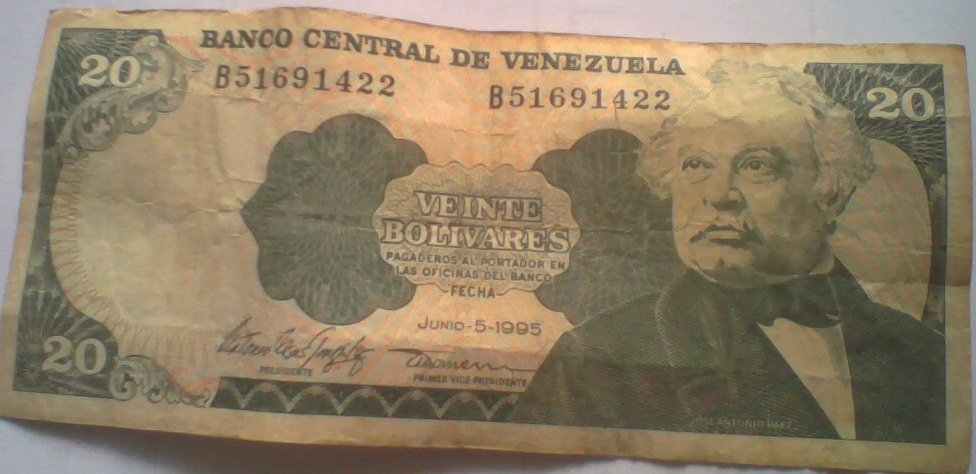 BANCO CENTRAL DE VENEZUELA
20
B51691422
B51691422
20
VEINTE
BOLIVARES
PAGADEROS AL PORTADOR EN
LAS OFICINAS DEL BANCO
FECHA
JUNIO-5-1995
20
PRESIDENTE
PRIMER VICE-PRESIDENTE
JOSE ANTONIO PAEZ